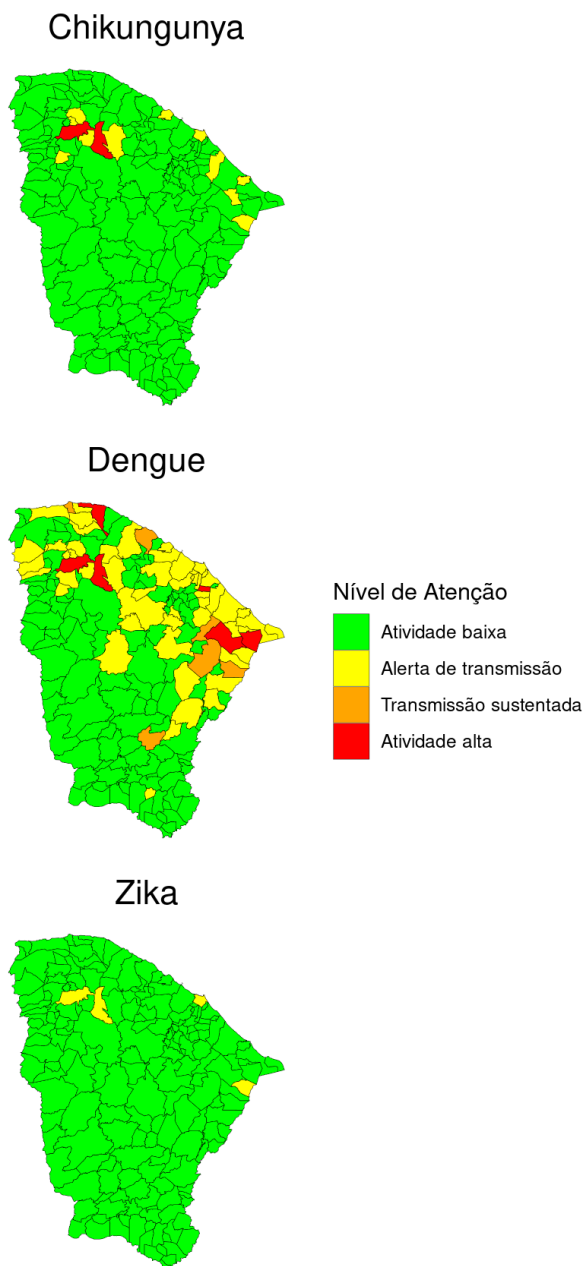 Chikungunya
Dengue
Nível de Atenção
Atividade baixa
Alerta de transmissão
Transmissão sustentada
Atividade alta
Zika